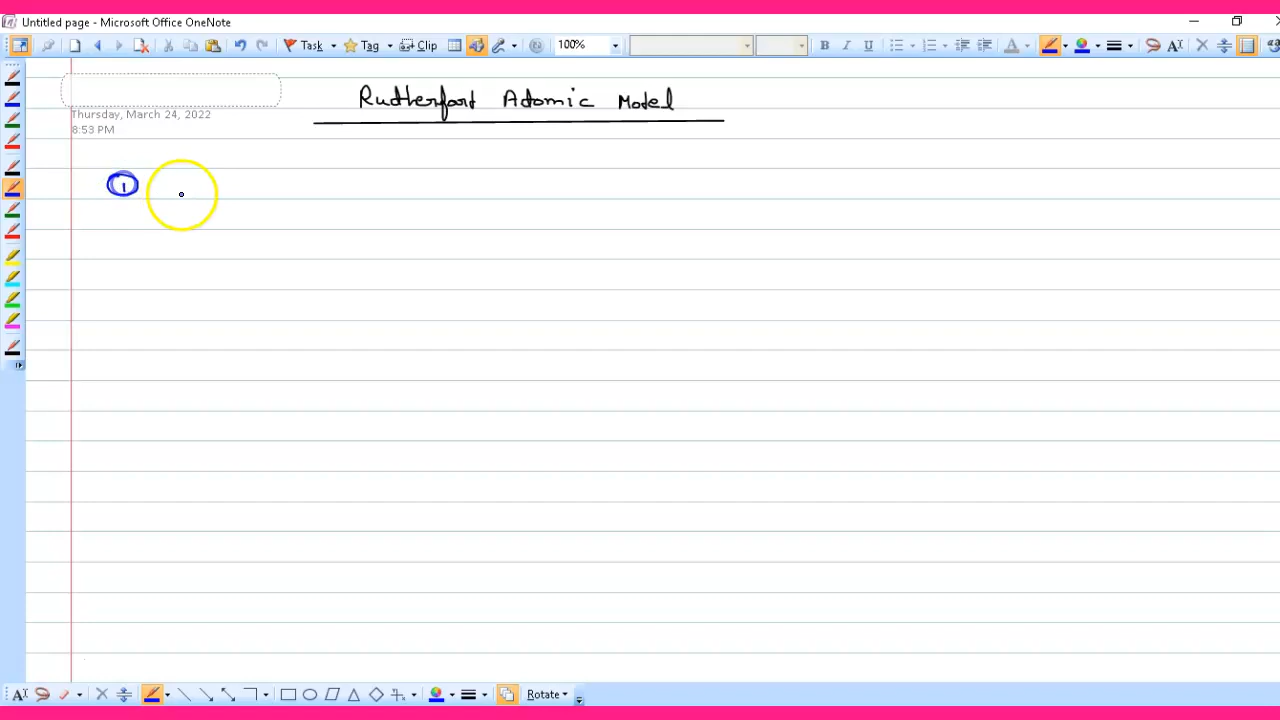 Untitled page - Microsoft Office OneNote
Task Tag Clip 100% B I U A
Rutherfort Atomic Model
Thursday, March 24, 2022
8:53 PM
1
A Rotate